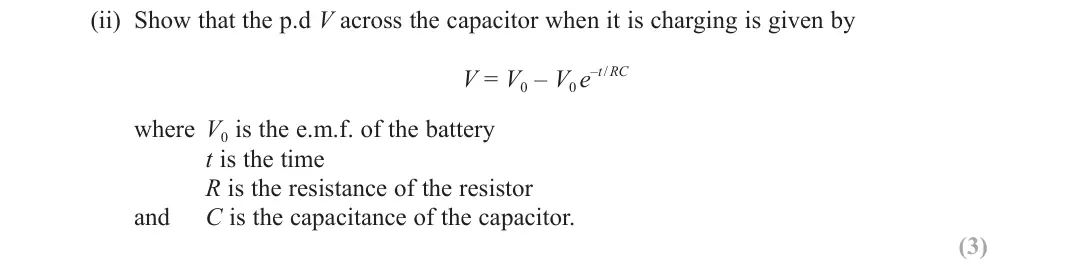 (ii) Show that the p.d V across the capacitor when it is charging is given by
V = V₀ – V₀e^–t/RC
where V₀ is the e.m.f. of the battery
t is the time
R is the resistance of the resistor
and C is the capacitance of the capacitor.
(3)